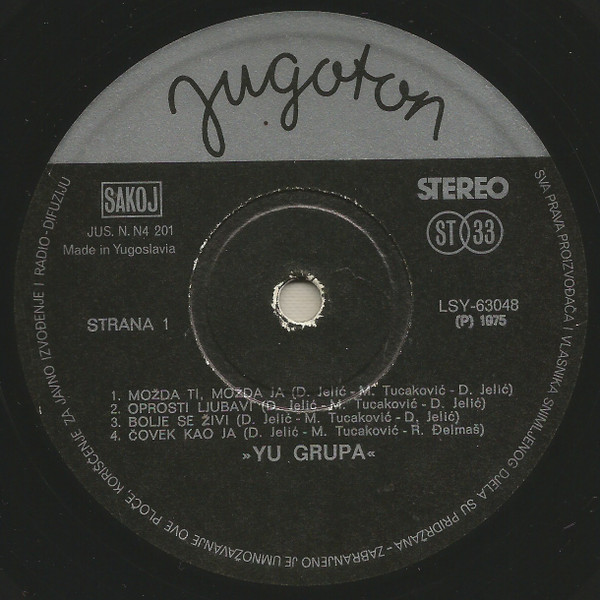 jugoton
SAKOJ
STEREO
JUS. N. N4 201
Made in Yugoslavia
ST 33
STRANA 1
LSY-63048
(P) 1975
1. MOŽDA TI, MOŽDA JA (D. Jelić - M. Tucaković - D. Jelić)
2. OPROSTI LJUBAVI (D. Jelić - M. Tucaković - D. Jelić)
3. BOLJE SE ŽIVI (D. Jelić - M. Tucaković - D. Jelić)
4. ČOVEK KAO JA (D. Jelić - M. Tucaković - R. Đelmaš)
»YU GRUPA«
SVA PRAVA PROIZVOĐAČA I VLASNIKA SNIMLJENOG DJELA SU PRIDRŽANA - ZABRANJENO JE UMNOŽAVANJE OVE PLOČE, KORIŠĆENJE ZA JAVNO IZVOĐENJE I RADIO-DIFUZIJU